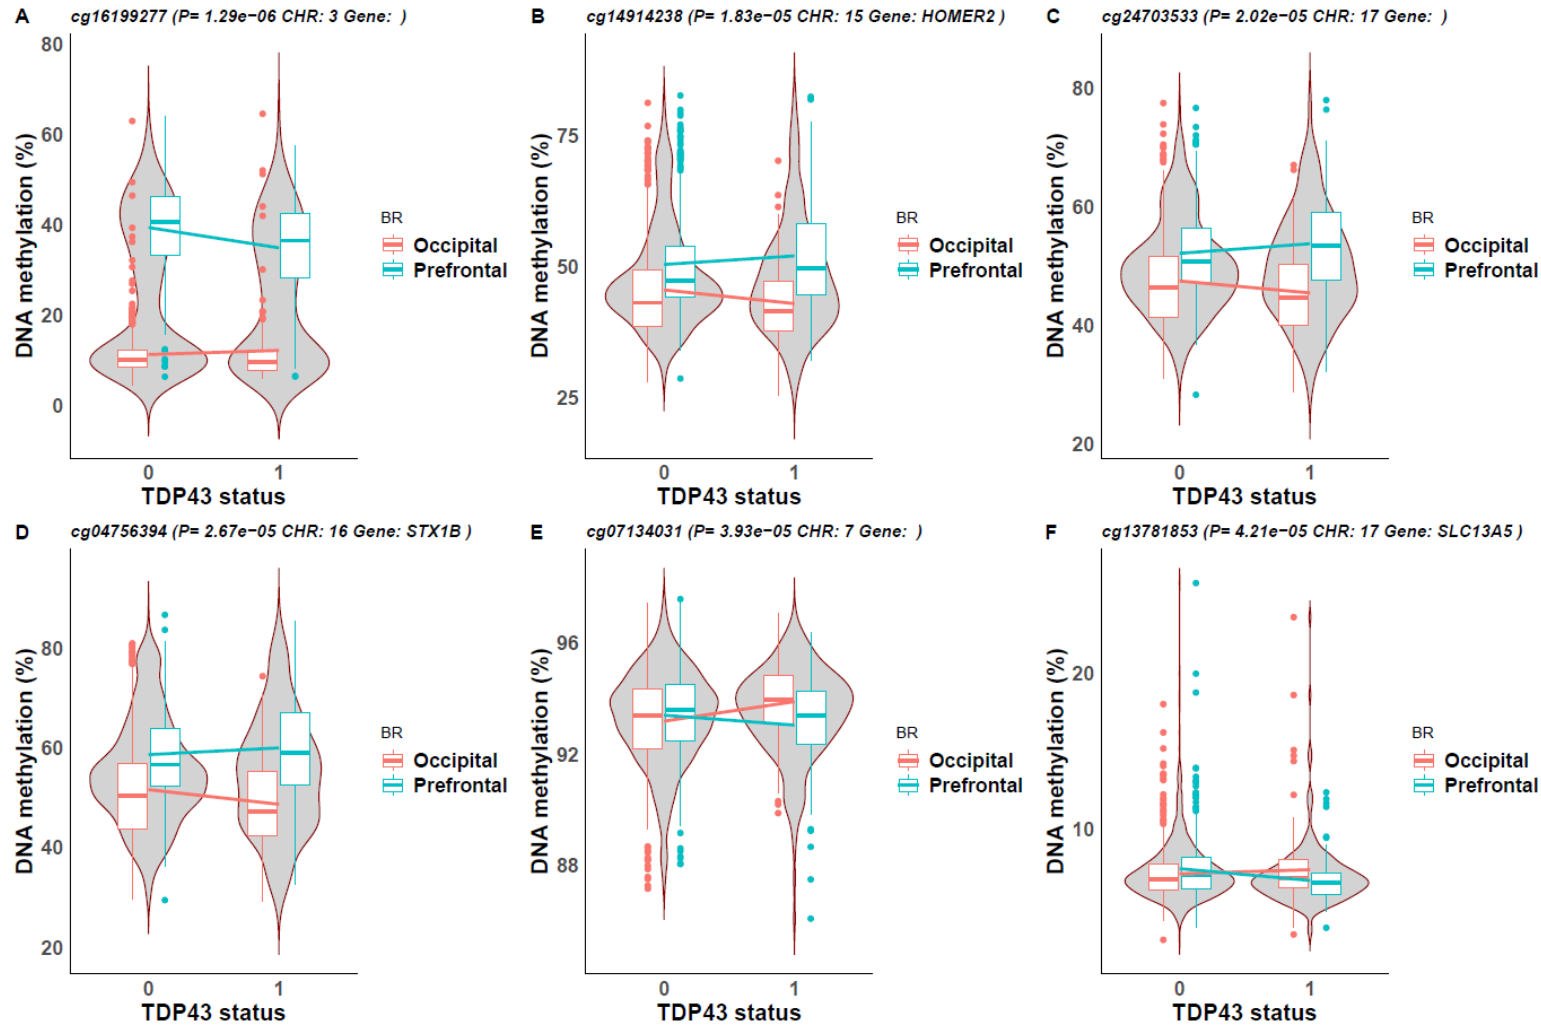 A cg16199277 (P= 1.29e−06 CHR: 3 Gene: )
DNA methylation (%)
80
60
40
20
0
0 1
TDP43 status
BR
Occipital
Prefrontal
B cg14914238 (P= 1.83e−05 CHR: 15 Gene: HOMER2 )
DNA methylation (%)
75
50
25
0 1
TDP43 status
BR
Occipital
Prefrontal
C cg24703533 (P= 2.02e−05 CHR: 17 Gene: )
DNA methylation (%)
80
60
40
20
0 1
TDP43 status
BR
Occipital
Prefrontal
D cg04756394 (P= 2.67e−05 CHR: 16 Gene: STX1B )
DNA methylation (%)
80
60
40
20
0 1
TDP43 status
BR
Occipital
Prefrontal
E cg07134031 (P= 3.93e−05 CHR: 7 Gene: )
DNA methylation (%)
96
92
88
0 1
TDP43 status
BR
Occipital
Prefrontal
F cg13781853 (P= 4.21e−05 CHR: 17 Gene: SLC13A5 )
DNA methylation (%)
20
10
0 1
TDP43 status
BR
Occipital
Prefrontal